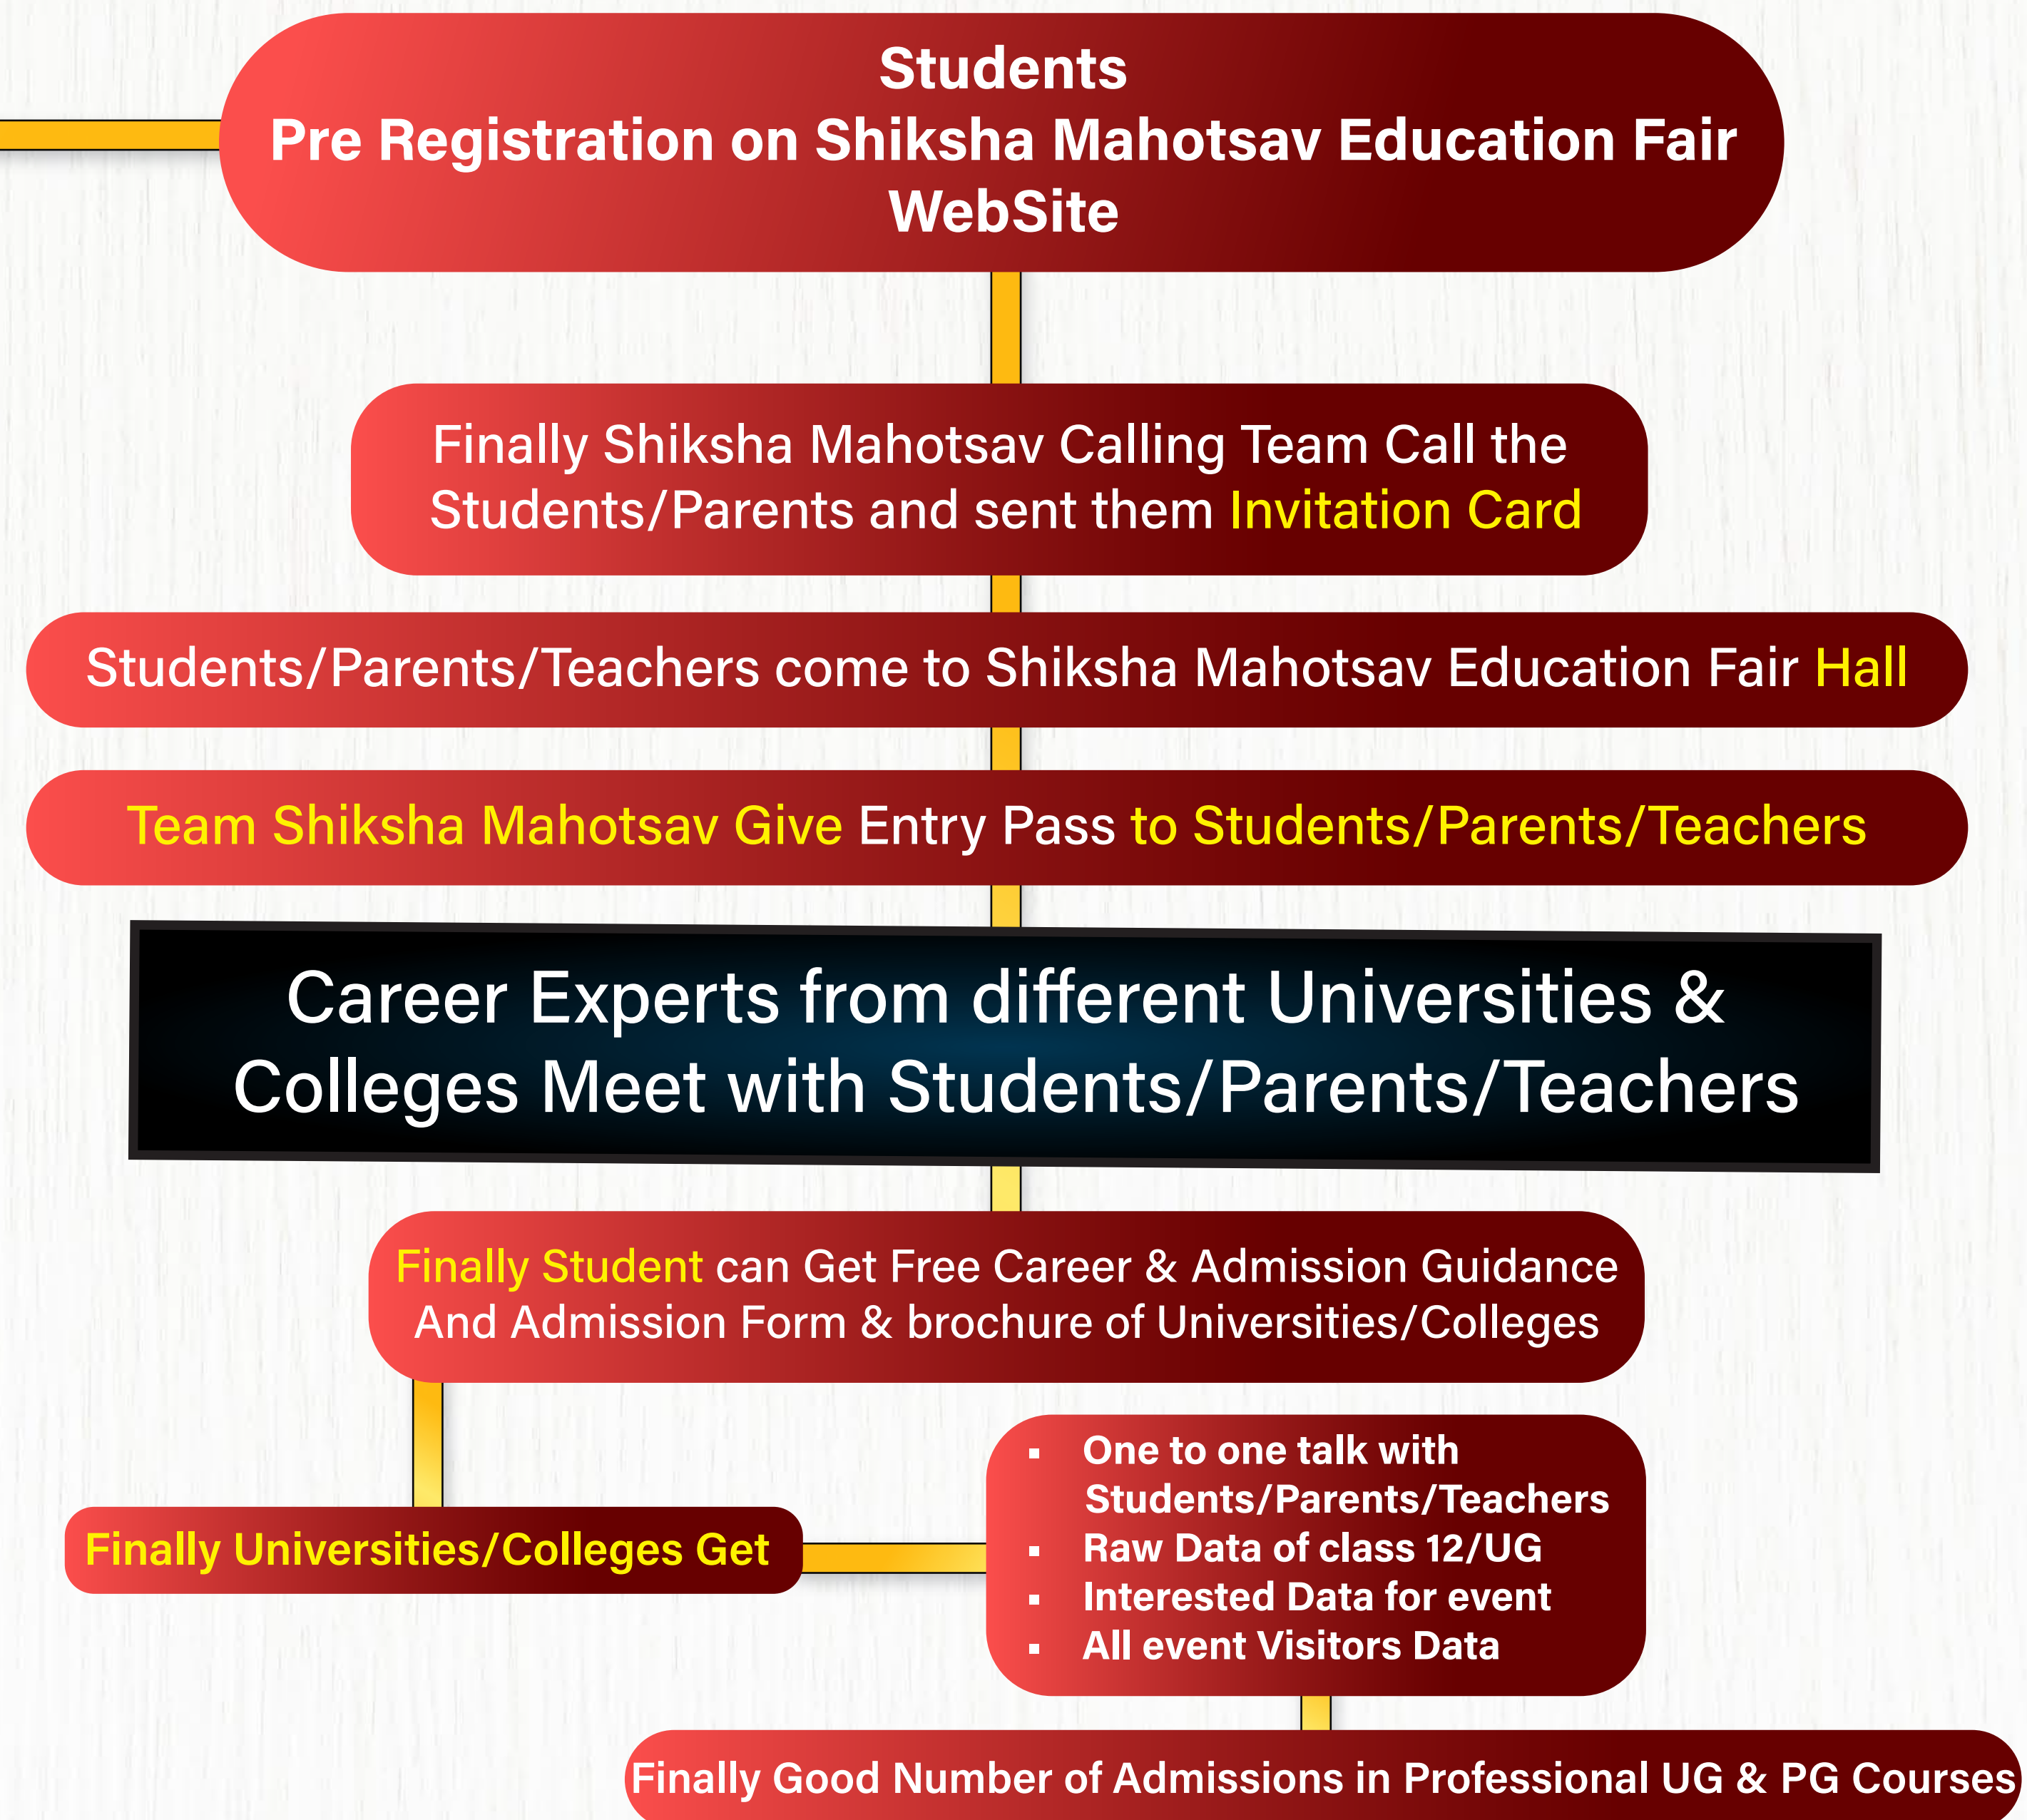 Students
Pre Registration on Shiksha Mahotsav Education Fair
WebSite
Finally Shiksha Mahotsav Calling Team Call the
Students/Parents and sent them Invitation Card
Students/Parents/Teachers come to Shiksha Mahotsav Education Fair Hall
Team Shiksha Mahotsav Give Entry Pass to Students/Parents/Teachers
Career Experts from different Universities &
Colleges Meet with Students/Parents/Teachers
Finally Student can Get Free Career & Admission Guidance
And Admission Form & brochure of Universities/Colleges
Finally Universities/Colleges Get
▪ One to one talk with
Students/Parents/Teachers
▪ Raw Data of class 12/UG
▪ Interested Data for event
▪ All event Visitors Data
Finally Good Number of Admissions in Professional UG & PG Courses